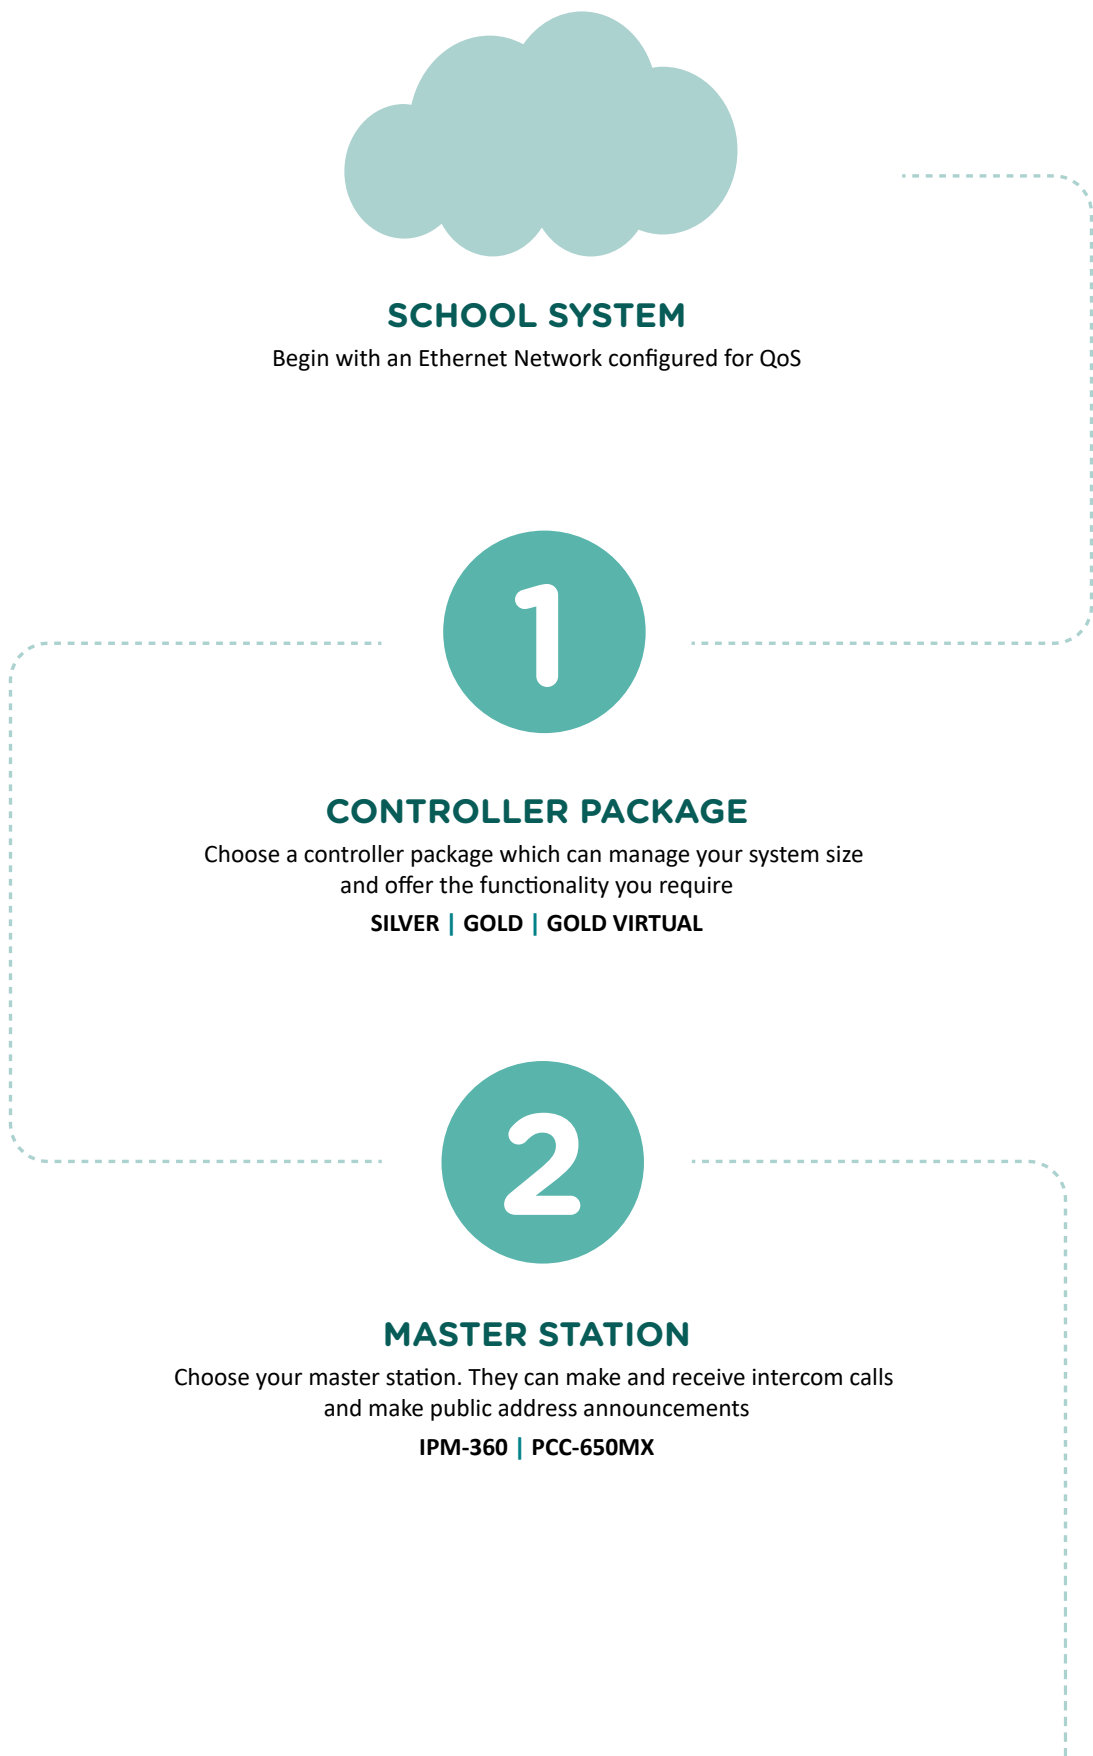 SCHOOL SYSTEM
Begin with an Ethernet Network configured for QoS
1
CONTROLLER PACKAGE
Choose a controller package which can manage your system size
and offer the functionality you require
SILVER | GOLD | GOLD VIRTUAL
2
MASTER STATION
Choose your master station. They can make and receive intercom calls
and make public address announcements
IPM-360 | PCC-650MX